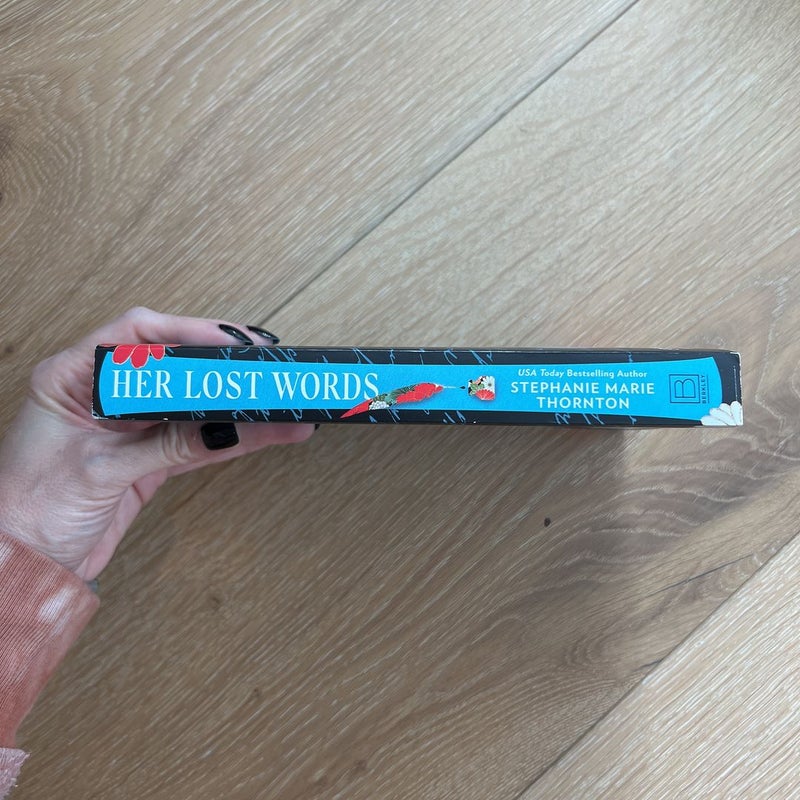 HER LOST WORDS
USA Today Bestselling Author
STEPHANIE MARIE
THORNTON
B
BERKLEY